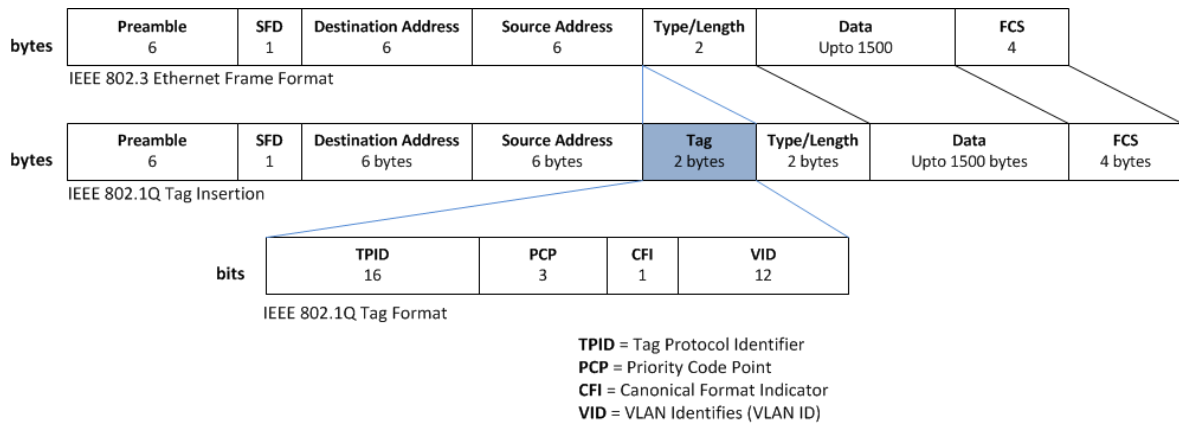 Preamble SFD Destination Address Source Address Type/Length Data FCS
bytes 6 1 6 6 2 Upto 1500 4
IEEE 802.3 Ethernet Frame Format
Preamble SFD Destination Address Source Address Tag Type/Length Data FCS
bytes 6 1 6 bytes 6 bytes 2 bytes 2 bytes Upto 1500 bytes 4 bytes
IEEE 802.1Q Tag Insertion
TPID PCP CFI VID
bits 16 3 1 12
IEEE 802.1Q Tag Format
TPID = Tag Protocol Identifier
PCP = Priority Code Point
CFI = Canonical Format Indicator
VID = VLAN Identifies (VLAN ID)